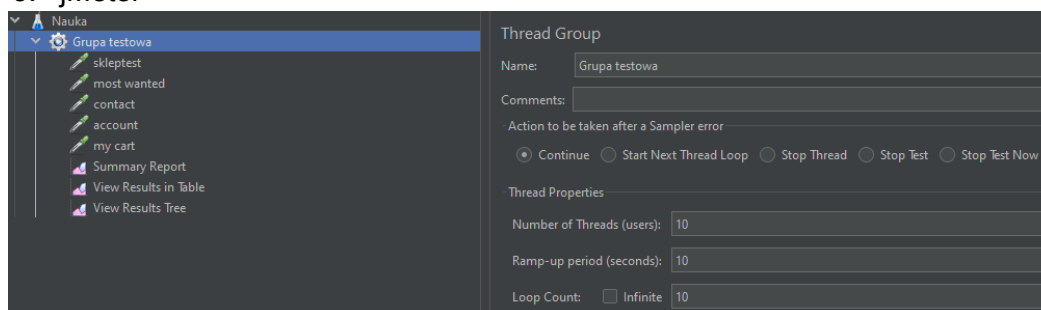 Nauka
Grupa testowa
skleptest
most wanted
contact
account
my cart
Summary Report
View Results in Table
View Results Tree
Thread Group
Name: Grupa testowa
Comments:
Action to be taken after a Sampler error
Continue Start Next Thread Loop Stop Thread Stop Test Stop Test Now
Thread Properties
Number of Threads (users): 10
Ramp-up period (seconds): 10
Loop Count: Infinite 10